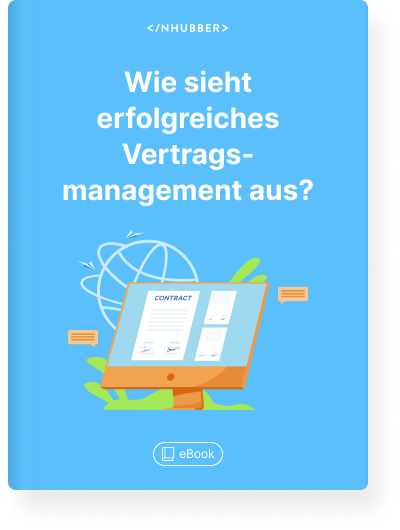 </NHUBBER>
Wie sieht
erfolgreiches
Vertrags-
management aus?
CONTRACT
eBook